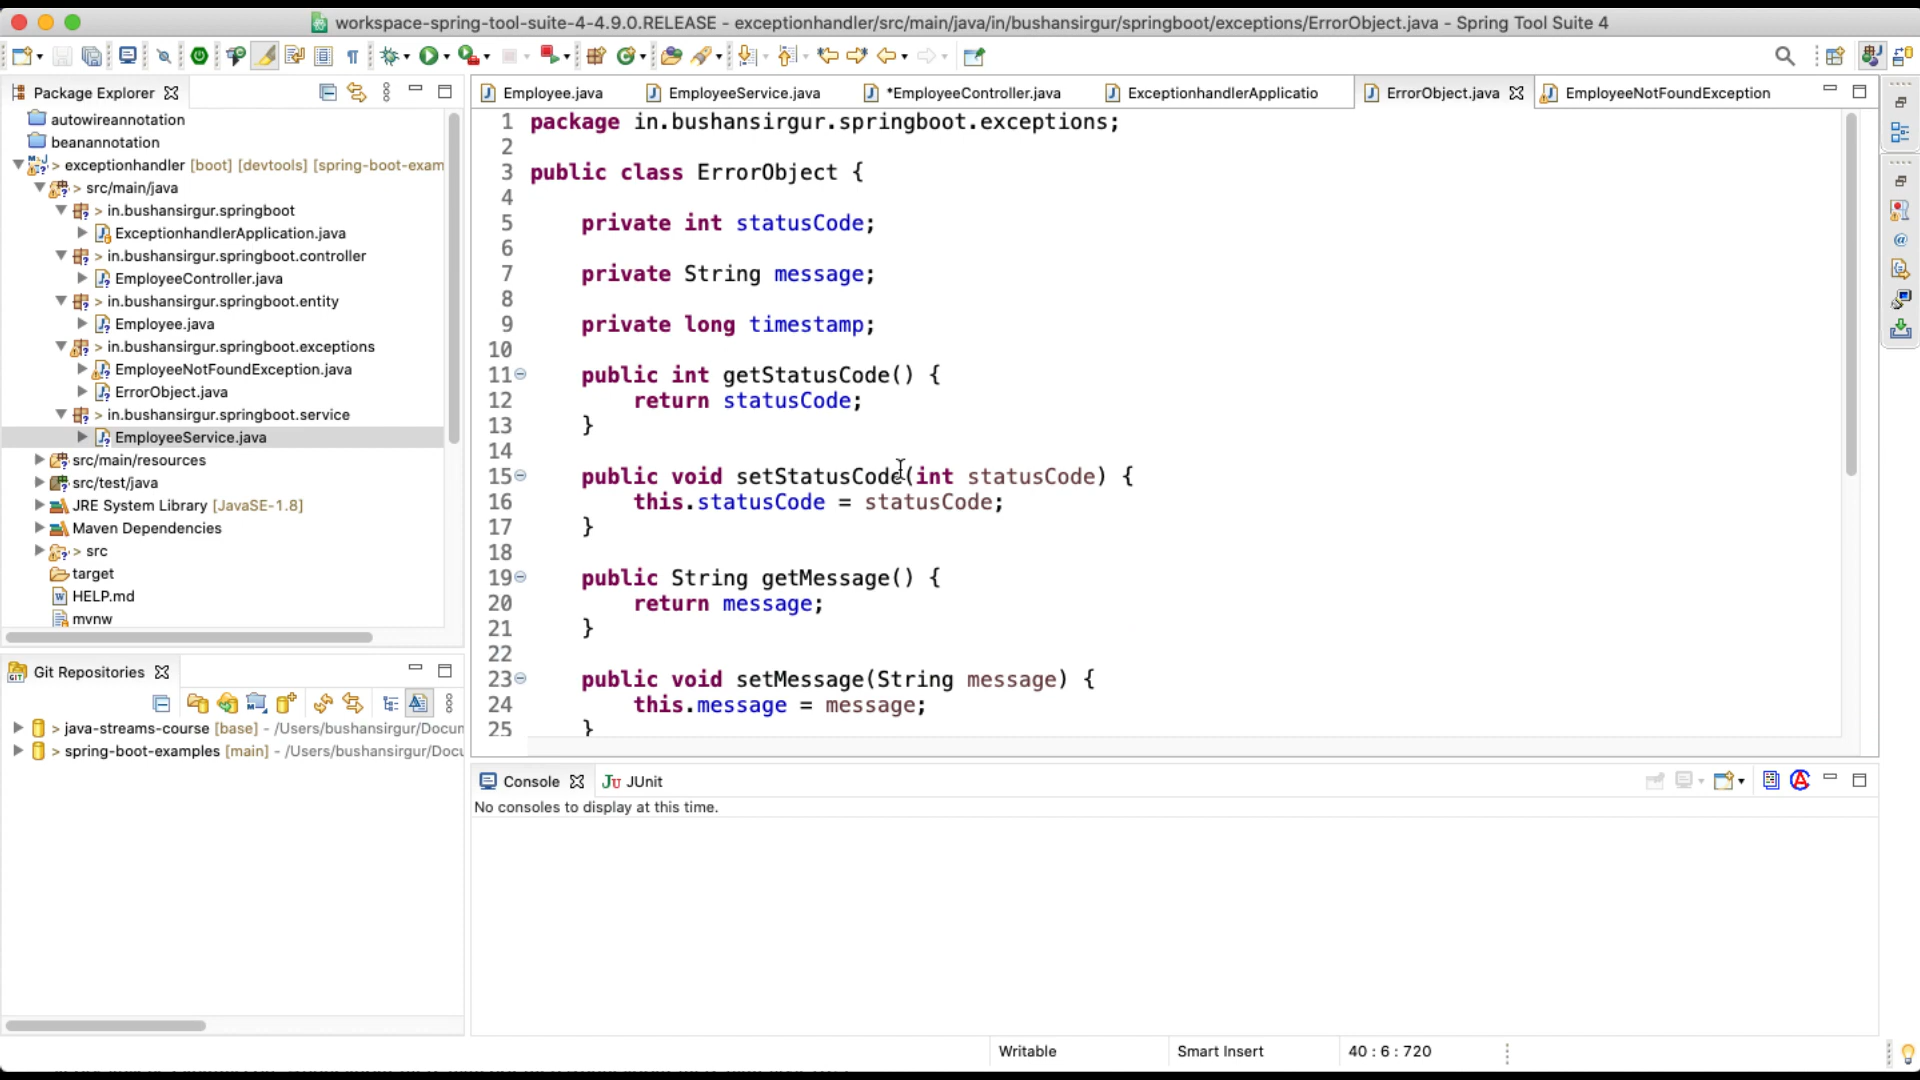 workspace-spring-tool-suite-4-4.9.0.RELEASE - exceptionhandler/src/main/java/in/bushansirgur/springboot/exceptions/ErrorObject.java - Spring Tool Suite 4
Package Explorer
autowireannotation
beanannotation
> exceptionhandler [boot] [devtools] [spring-boot-exam
> src/main/java
> in.bushansirgur.springboot
> ExceptionhandlerApplication.java
> in.bushansirgur.springboot.controller
> EmployeeController.java
> in.bushansirgur.springboot.entity
> Employee.java
> in.bushansirgur.springboot.exceptions
> EmployeeNotFoundException.java
> ErrorObject.java
> in.bushansirgur.springboot.service
> EmployeeService.java
src/main/resources
src/test/java
JRE System Library [JavaSE-1.8]
Maven Dependencies
> src
target
HELP.md
mvnw
Git Repositories
> java-streams-course [base] - /Users/bushansirgur/Docum
> spring-boot-examples [main] - /Users/bushansirgur/Docu
Employee.java
EmployeeService.java
*EmployeeController.java
ExceptionhandlerApplicatio
ErrorObject.java
EmployeeNotFoundException
1 package in.bushansirgur.springboot.exceptions;
2
3 public class ErrorObject {
4
5 private int statusCode;
6
7 private String message;
8
9 private long timestamp;
10
11 public int getStatusCode() {
12 return statusCode;
13 }
14
15 public void setStatusCode(int statusCode) {
16 this.statusCode = statusCode;
17 }
18
19 public String getMessage() {
20 return message;
21 }
22
23 public void setMessage(String message) {
24 this.message = message;
25 }
Console
JUnit
No consoles to display at this time.
Writable
Smart Insert
40 : 6 : 720